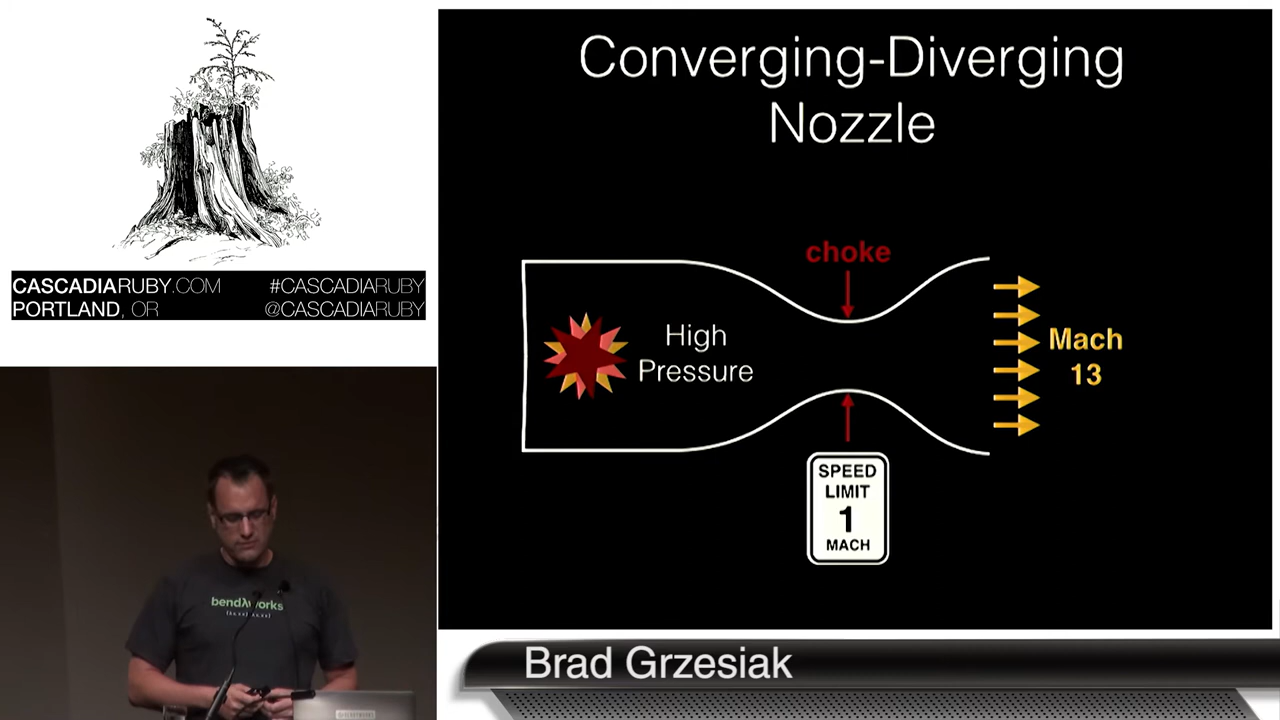 CASCADIARUBY.COM #CASCADIARUBY
PORTLAND, OR @CASCADIARUBY
Converging-Diverging
Nozzle
choke
High
Pressure
Mach
13
SPEED
LIMIT
1
MACH
bendλworks
Brad Grzesiak